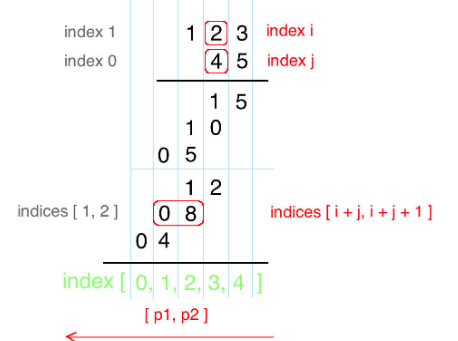 index 1 1 2 3 index i
index 0 4 5 index j
1 5
1 0
0 5
1 2
indices [ 1, 2 ] 0 8 indices [ i + j, i + j + 1 ]
0 4
index [ 0, 1, 2, 3, 4 ]
[ p1, p2 ]